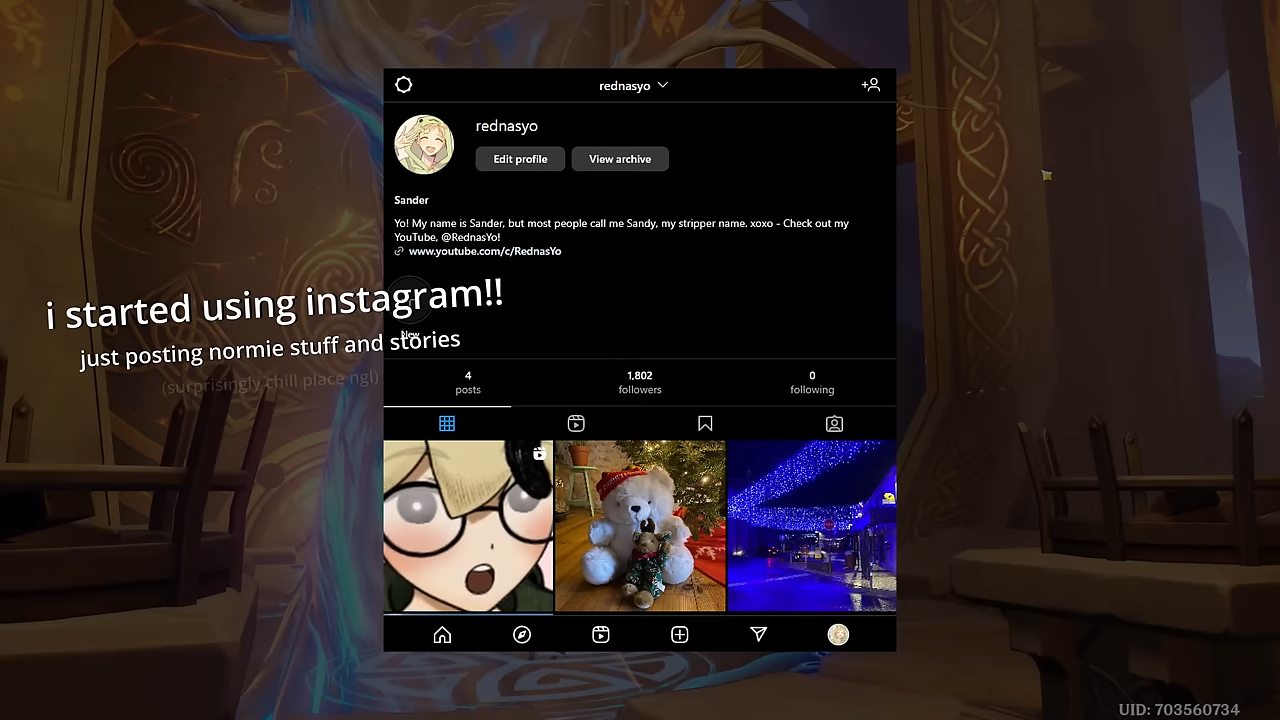 rednasyo
rednasyo
Edit profile
View archive
Sander
Yo! My name is Sander, but most people call me Sandy, my stripper name. xoxo - Check out my
YouTube, @RednasYo!
www.youtube.com/c/RednasYo
i started using instagram!!
New
just posting normie stuff and stories
(surprisingly chill place ngl)
4
posts
1,802
followers
0
following
UID: 703560734